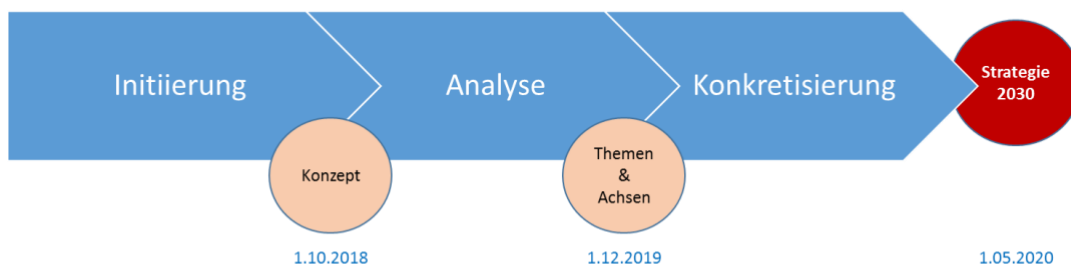 Initiierung
Analyse
Konkretisierung
Strategie
2030
Konzept
Themen
&
Achsen
1.10.2018
1.12.2019
1.05.2020